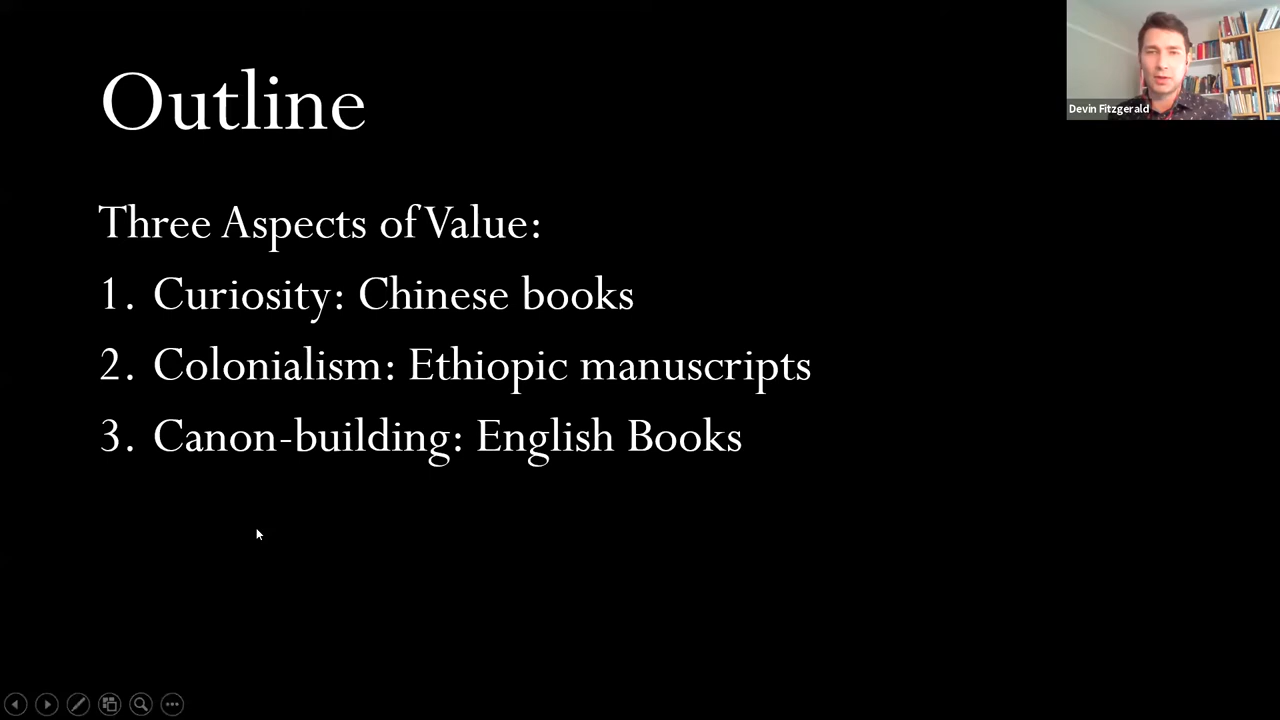 Outline
Devin Fitzgerald
Three Aspects of Value:
1. Curiosity: Chinese books
2. Colonialism: Ethiopic manuscripts
3. Canon-building: English Books